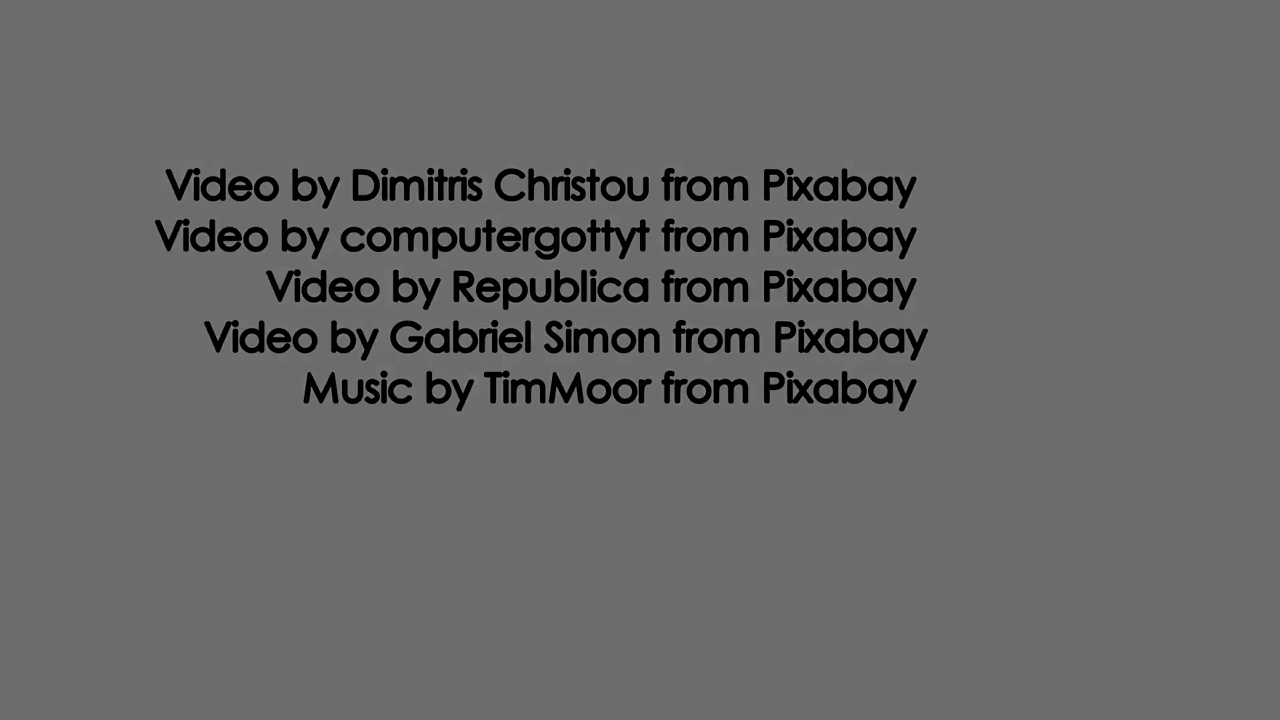 Video by Dimitris Christou from Pixabay
Video by computergottyt from Pixabay
Video by Republica from Pixabay
Video by Gabriel Simon from Pixabay
Music by TimMoor from Pixabay